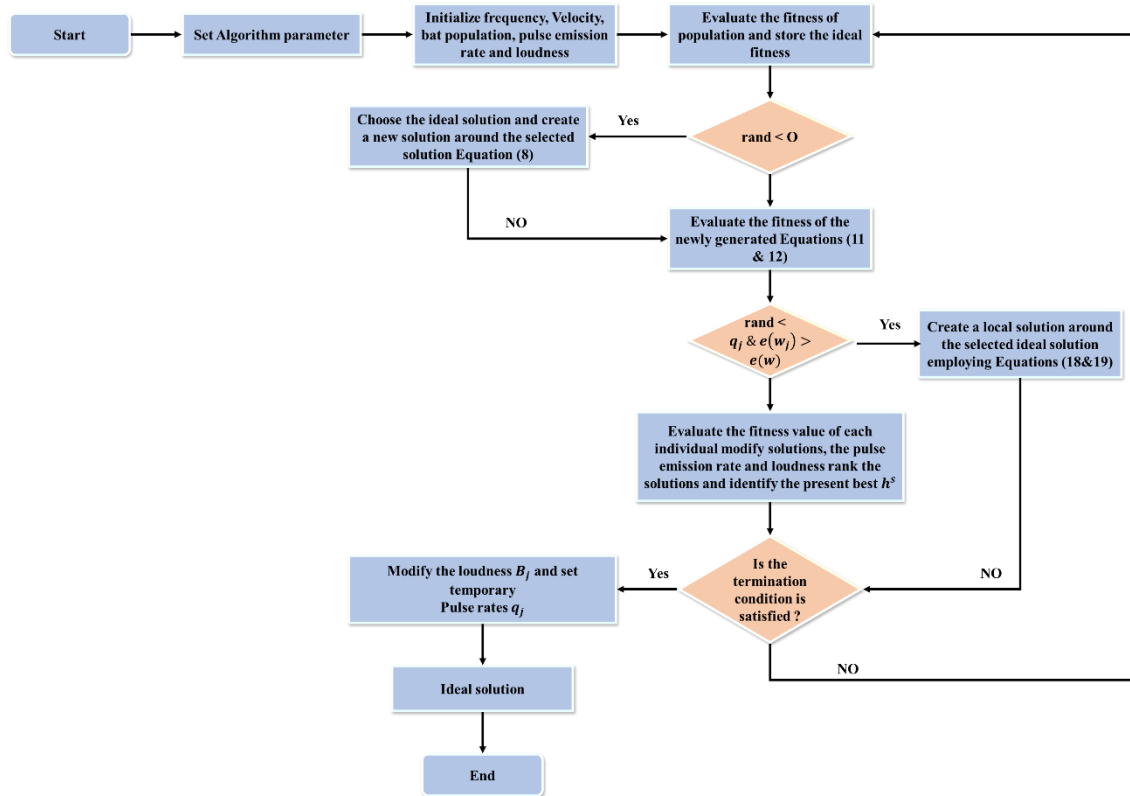 Start
Set Algorithm parameter
Initialize frequency, Velocity,
bat population, pulse emission
rate and loudness
Evaluate the fitness of
population and store the ideal
fitness
rand < O
Yes
Choose the ideal solution and create
a new solution around the selected
solution Equation (8)
NO
Evaluate the fitness of the
newly generated Equations (11
& 12)
rand <
q_j & e(w_j) >
e(w)
Yes
Create a local solution around
the selected ideal solution
employing Equations (18&19)
Evaluate the fitness value of each
individual modify solutions, the pulse
emission rate and loudness rank the
solutions and identify the present best h^s
NO
Is the
termination
condition is
satisfied ?
Yes
Modify the loudness B_j and set
temporary
Pulse rates q_j
NO
Ideal solution
End